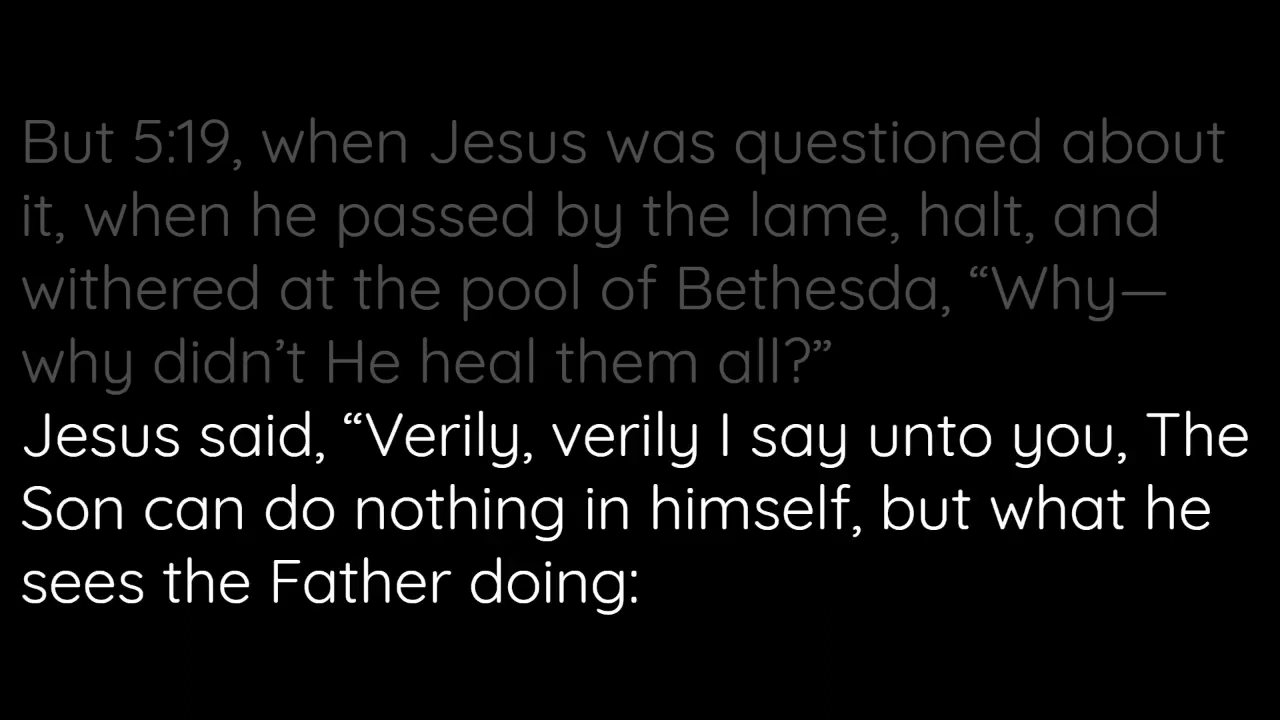 But 5:19, when Jesus was questioned about
it, when he passed by the lame, halt, and
withered at the pool of Bethesda, “Why—
why didn’t He heal them all?”
Jesus said, “Verily, verily I say unto you, The
Son can do nothing in himself, but what he
sees the Father doing: